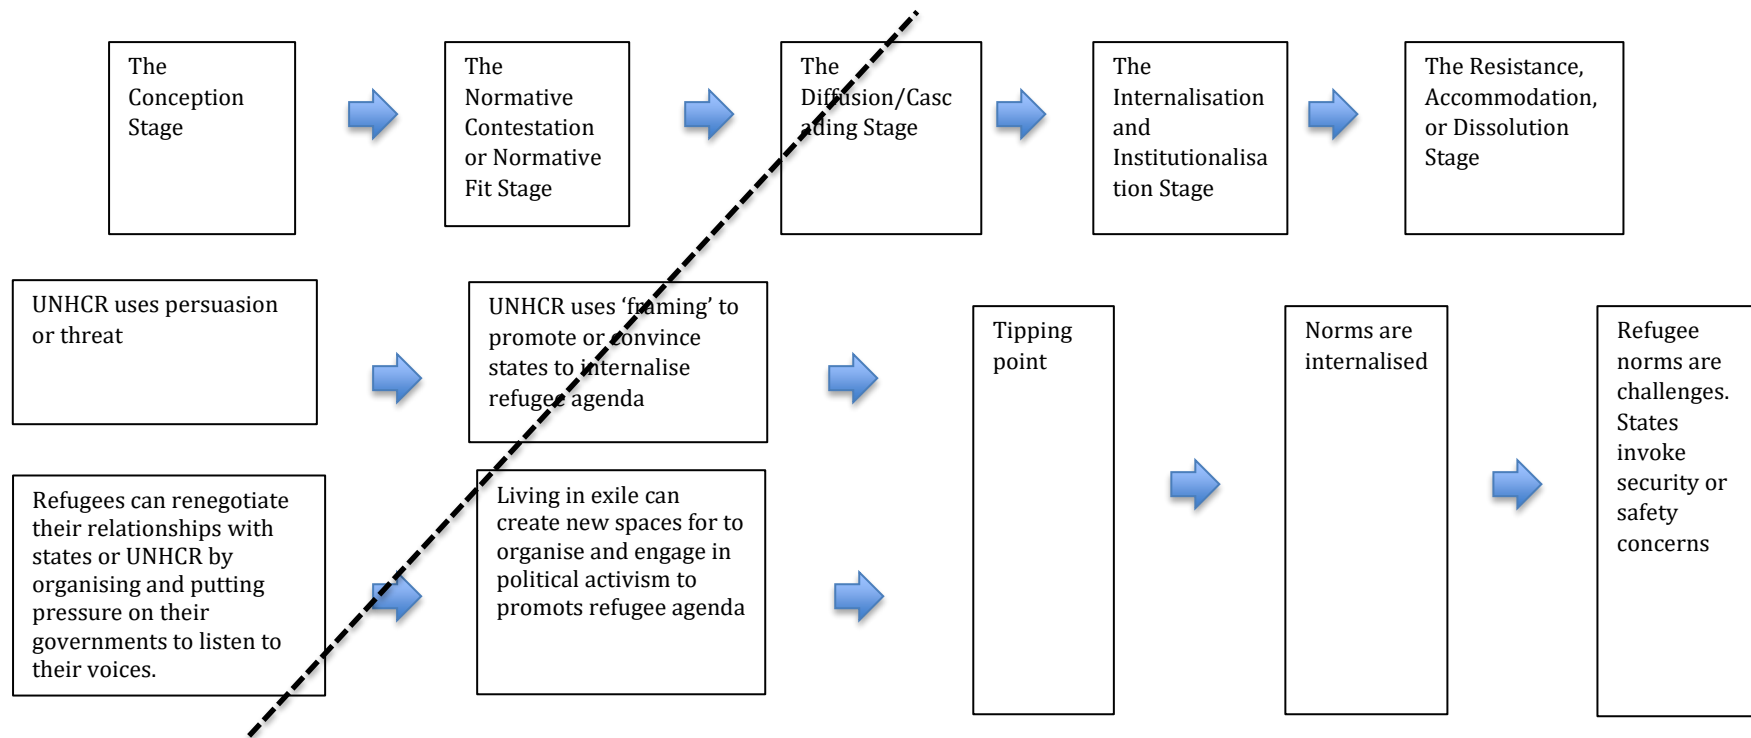 The
Conception
Stage
The
Normative
Contestation
or Normative
Fit Stage
The
Diffusion/Casc
ading Stage
The
Internalisation
and
Institutionalisa
tion Stage
The Resistance,
Accommodation,
or Dissolution
Stage
UNHCR uses persuasion
or threat
UNHCR uses ‘framing’ to
promote or convince
states to internalise
refugee agenda
Tipping
point
Norms are
internalised
Refugee
norms are
challenges.
States
invoke
security or
safety
concerns
Refugees can renegotiate
their relationships with
states or UNHCR by
organising and putting
pressure on their
governments to listen to
their voices.
Living in exile can
create new spaces for to
organise and engage in
political activism to
promots refugee agenda